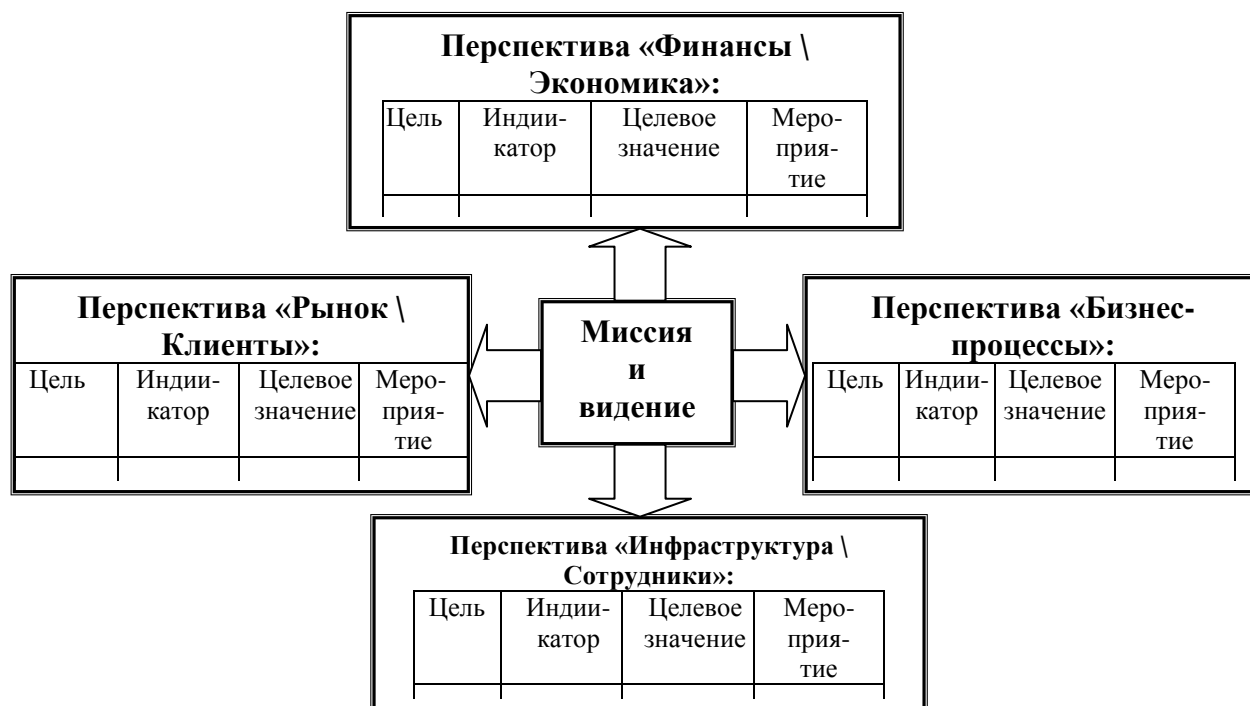 Перспектива «Финансы \
Экономика»:
Цель Индии- Целевое Меро-
катор значение прия-
тие
Перспектива «Рынок \
Клиенты»:
Цель Индии- Целевое Меро-
катор значение прия-
тие
Миссия
и
видение
Перспектива «Бизнес-
процессы»:
Цель Индии- Целевое Меро-
катор значение прия-
тие
Перспектива «Инфраструктура \
Сотрудники»:
Цель Индии- Целевое Меро-
катор значение прия-
тие